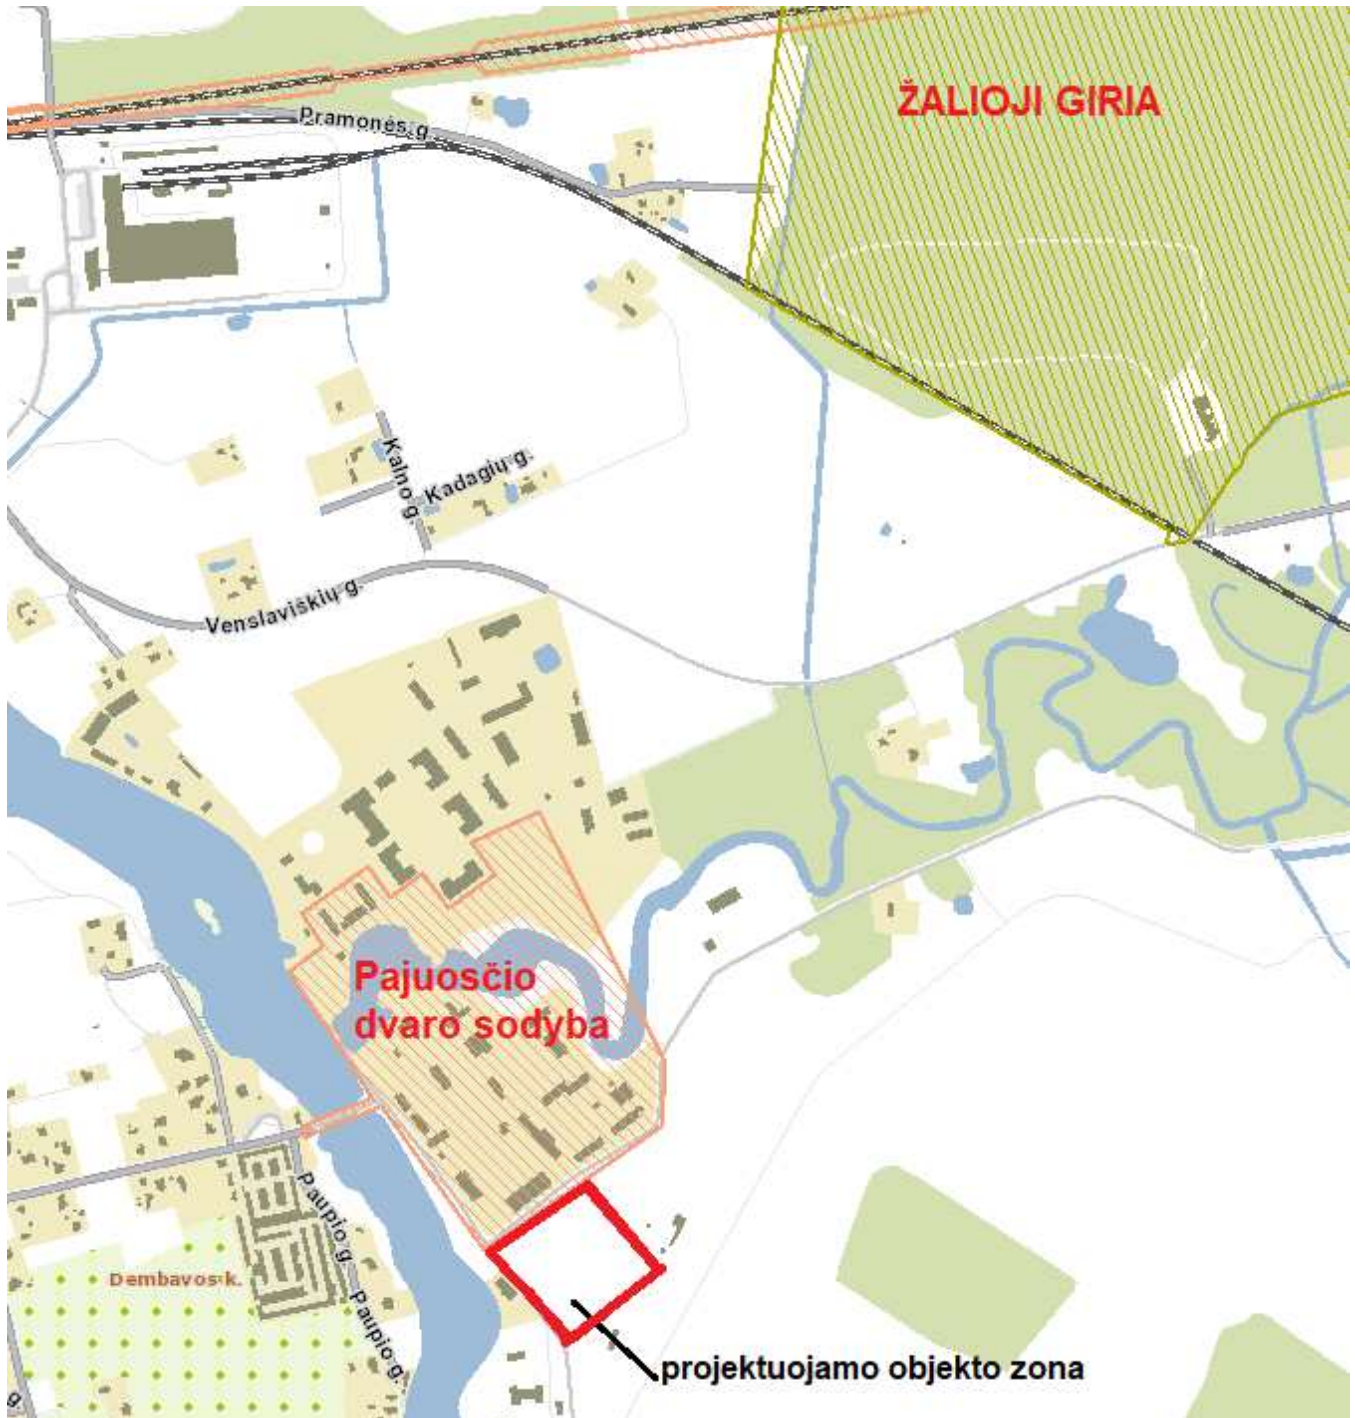 ŽALIOJI GIRIA
Pramonės g.
Kalno g.
Kadagių g.
Venslaviškių g.
Pajuosčio
dvaro sodyba
Paupio g.
Dembavos k.
Paupio g.
projektuojamo objekto zona
g.